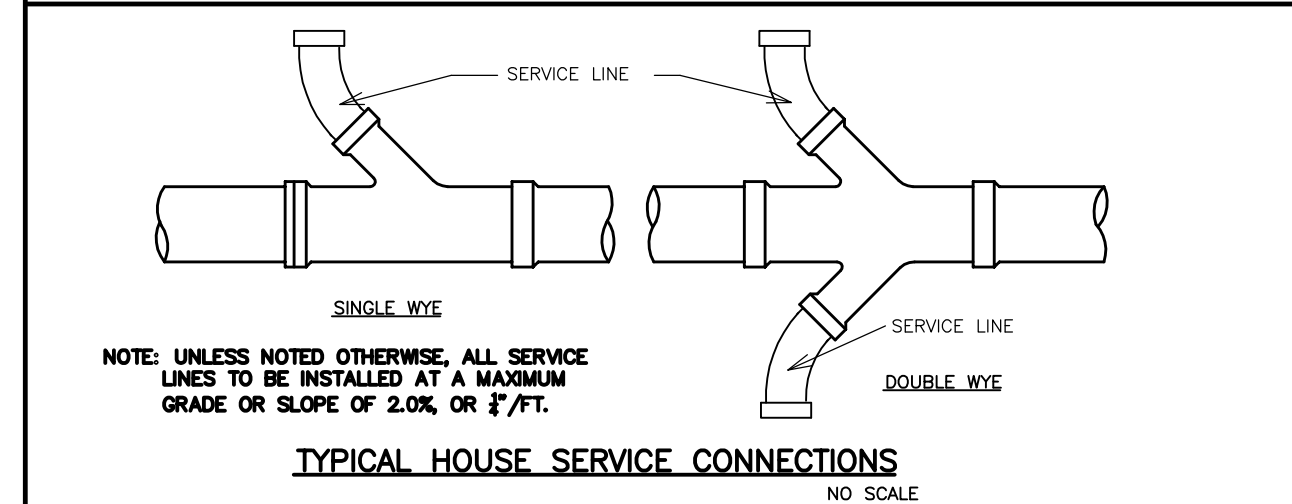 SERVICE LINE
SINGLE WYE
SERVICE LINE
DOUBLE WYE
NOTE: UNLESS NOTED OTHERWISE, ALL SERVICE
LINES TO BE INSTALLED AT A MAXIMUM
GRADE OR SLOPE OF 2.0%, OR ¼"/FT.
TYPICAL HOUSE SERVICE CONNECTIONS
NO SCALE